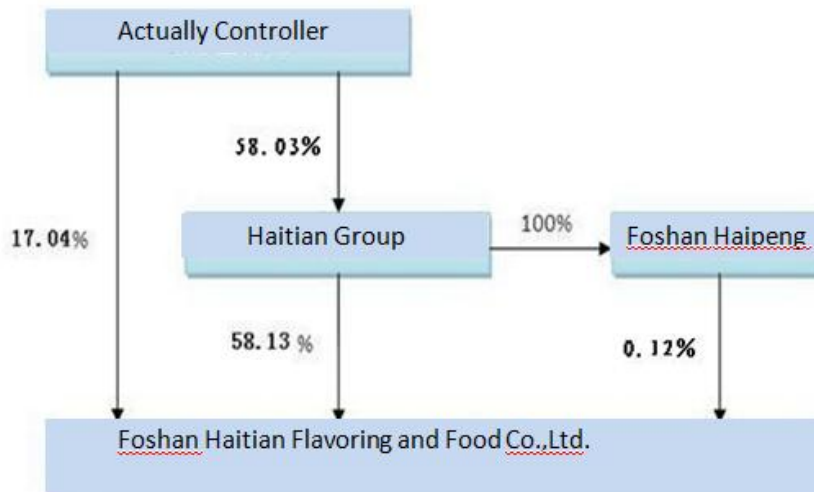 Actually Controller
58.03%
17.04%
Haitian Group
100%
Foshan Haipeng
58.13 %
0.12%
Foshan Haitian Flavoring and Food Co.,Ltd.